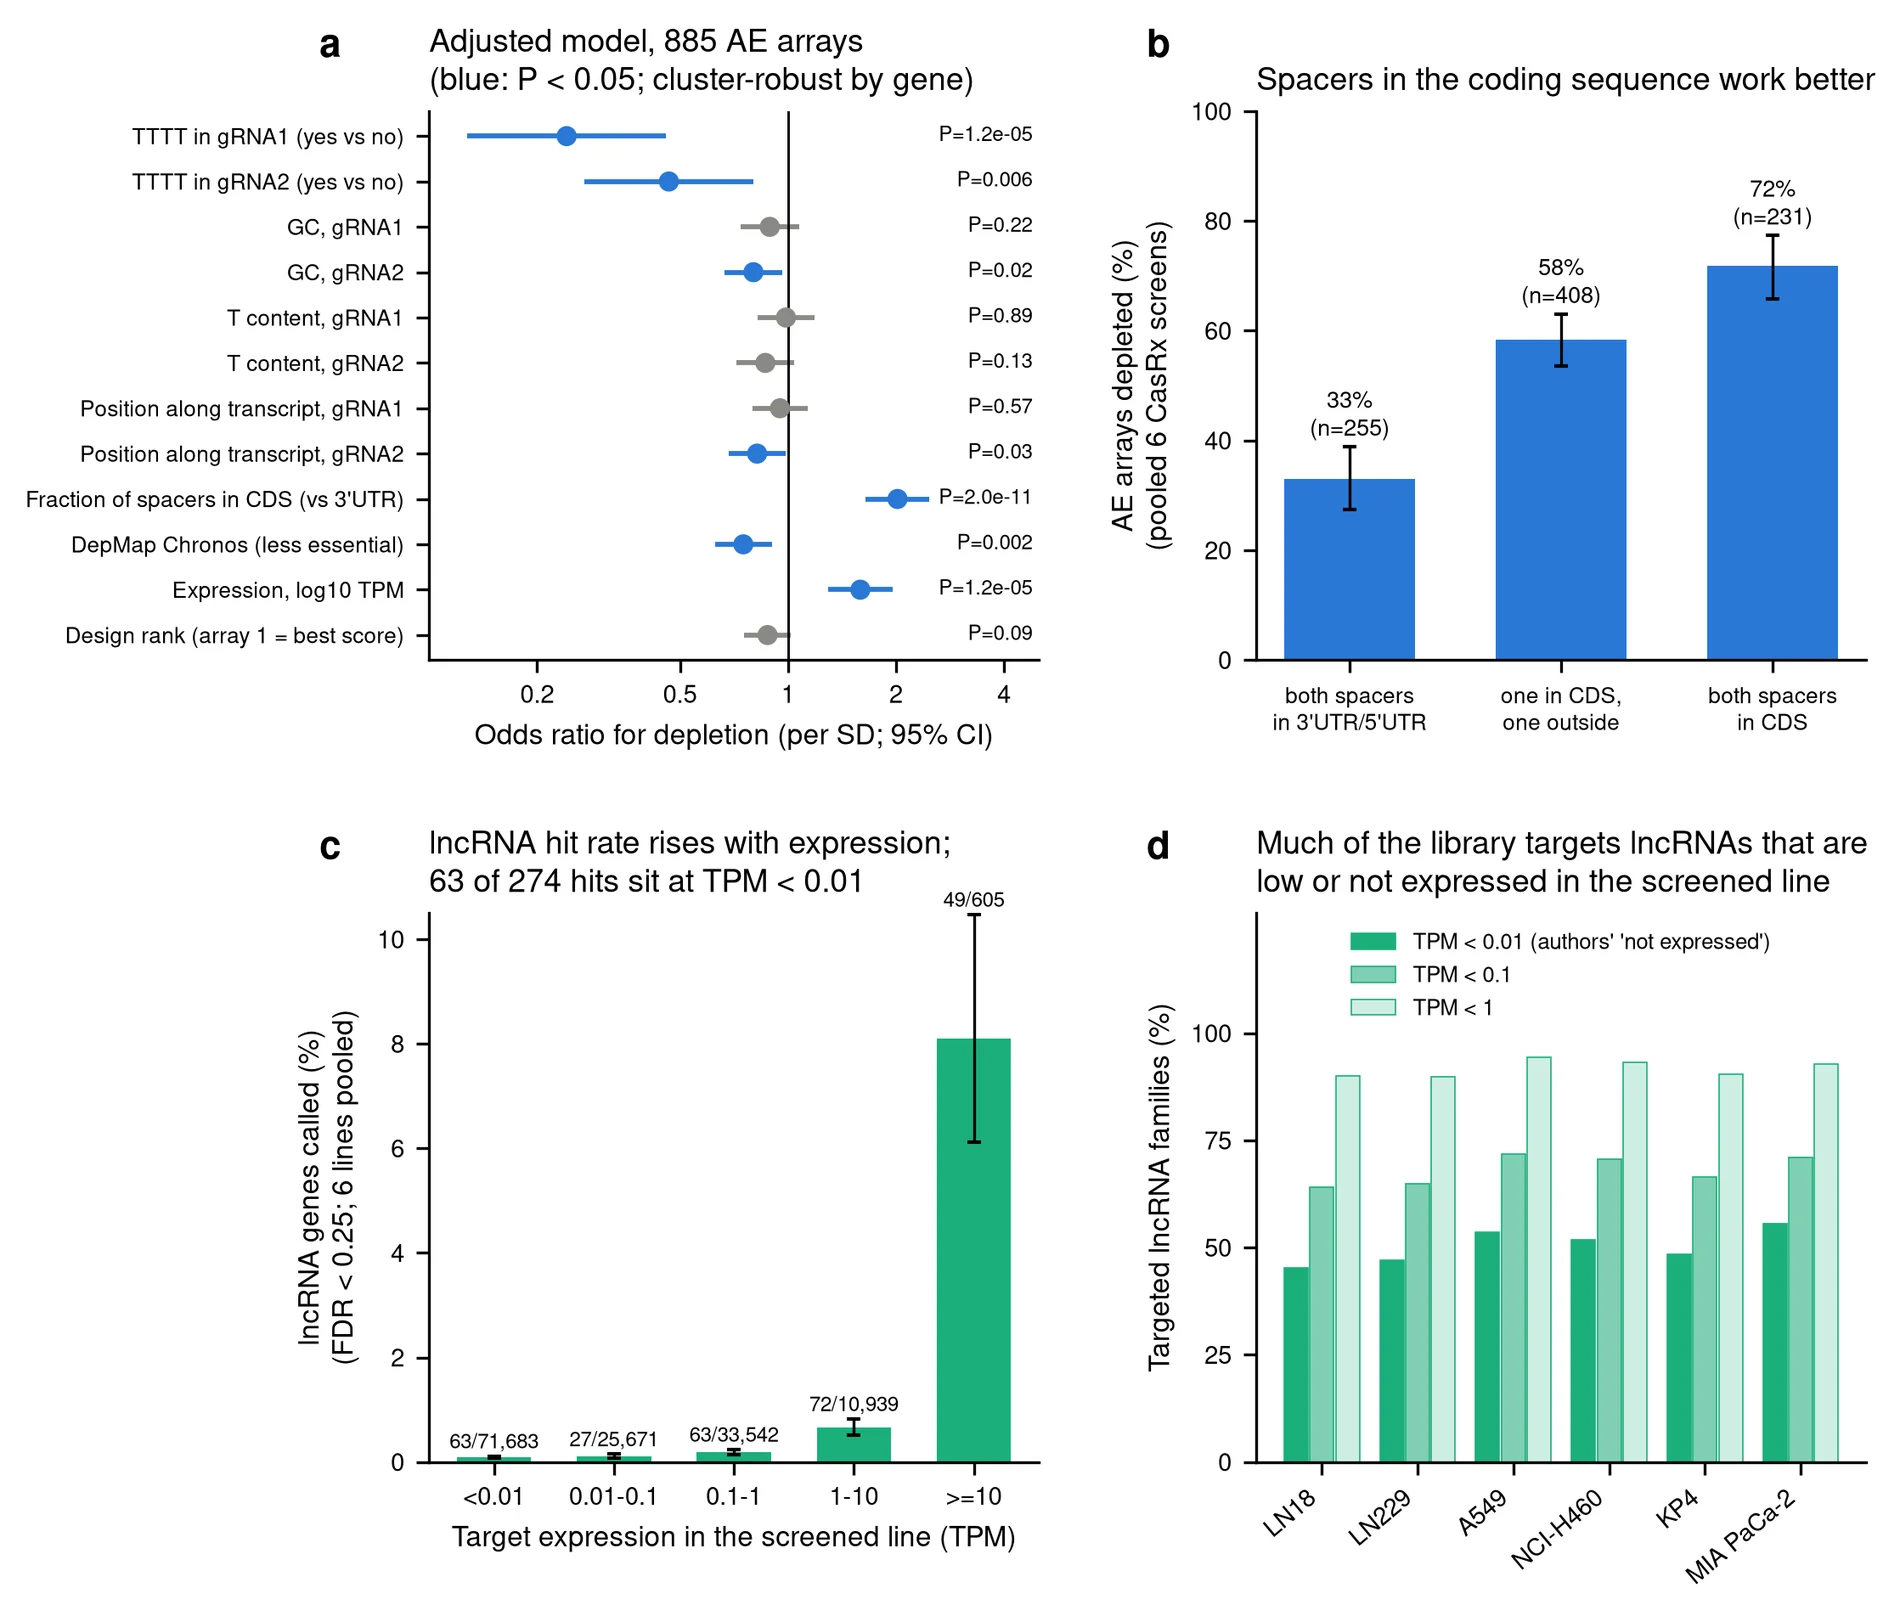 a
Adjusted model, 885 AE arrays
(blue: P < 0.05; cluster-robust by gene)
TTTT in gRNA1 (yes vs no)
P=1.2e-05
TTTT in gRNA2 (yes vs no)
P=0.006
GC, gRNA1
P=0.22
GC, gRNA2
P=0.02
T content, gRNA1
P=0.89
T content, gRNA2
P=0.13
Position along transcript, gRNA1
P=0.57
Position along transcript, gRNA2
P=0.03
Fraction of spacers in CDS (vs 3'UTR)
P=2.0e-11
DepMap Chronos (less essential)
P=0.002
Expression, log10 TPM
P=1.2e-05
Design rank (array 1 = best score)
P=0.09
0.2
0.5
1
2
4
Odds ratio for depletion (per SD; 95% CI)
b
Spacers in the coding sequence work better
AE arrays depleted (%)
(pooled 6 CasRx screens)
100
80
60
40
20
0
33%
(n=255)
58%
(n=408)
72%
(n=231)
both spacers
in 3'UTR/5'UTR
one in CDS,
one outside
both spacers
in CDS
c
lncRNA hit rate rises with expression;
63 of 274 hits sit at TPM < 0.01
lncRNA genes called (%)
(FDR < 0.25; 6 lines pooled)
10
8
6
4
2
0
63/71,683
27/25,671
63/33,542
72/10,939
49/605
<0.01
0.01-0.1
0.1-1
1-10
>=10
Target expression in the screened line (TPM)
d
Much of the library targets lncRNAs that are
low or not expressed in the screened line
TPM < 0.01 (authors' 'not expressed')
TPM < 0.1
TPM < 1
Targeted lncRNA families (%)
100
75
50
25
0
LN18
LN229
A549
NCI-H460
KP4
MIA PaCa-2